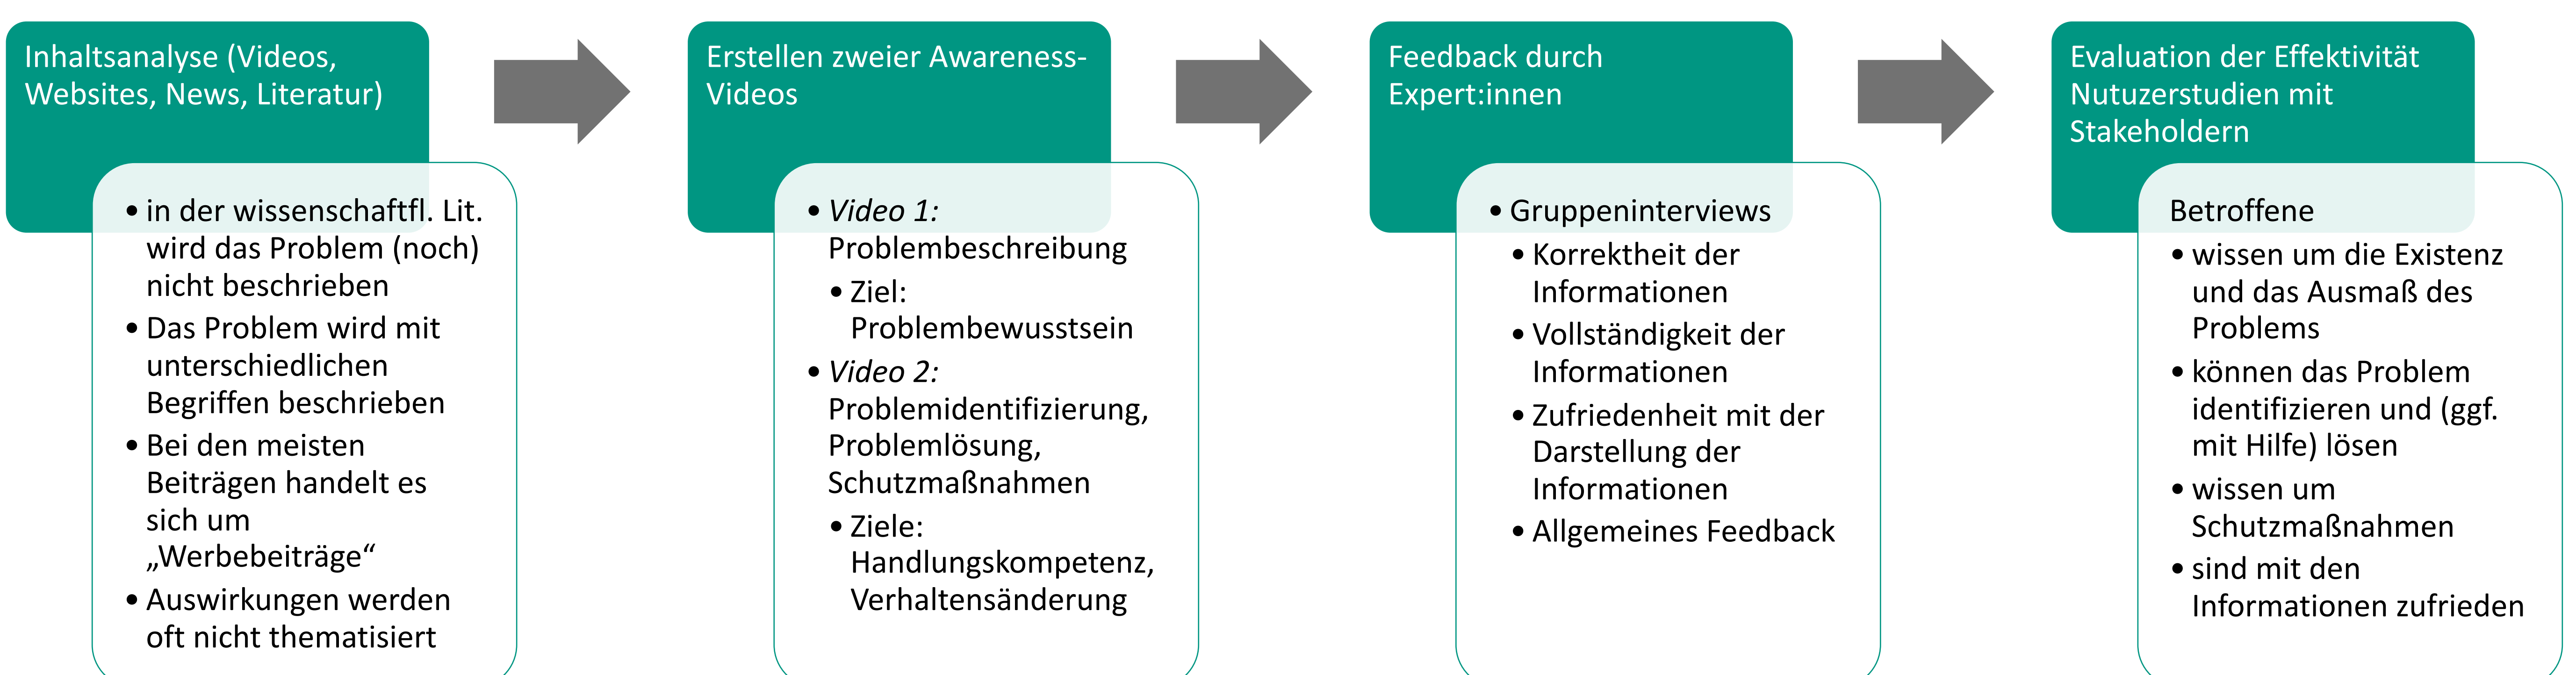 Inhaltsanalyse (Videos,
Websites, News, Literatur)
• in der wissenschaftfl. Lit.
wird das Problem (noch)
nicht beschrieben
• Das Problem wird mit
unterschiedlichen
Begriffen beschrieben
• Bei den meisten
Beiträgen handelt es
sich um
„Werbebeiträge“
• Auswirkungen werden
oft nicht thematisiert
Erstellen zweier Awareness-
Videos
• Video 1:
Problembeschreibung
• Ziel:
Problembewusstsein
• Video 2:
Problemidentifizierung,
Problemlösung,
Schutzmaßnahmen
• Ziele:
Handlungskompetenz,
Verhaltensänderung
Feedback durch
Expert:innen
• Gruppeninterviews
• Korrektheit der
Informationen
• Vollständigkeit der
Informationen
• Zufriedenheit mit der
Darstellung der
Informationen
• Allgemeines Feedback
Evaluation der Effektivität
Nutuzerstudien mit
Stakeholdern
Betroffene
• wissen um die Existenz
und das Ausmaß des
Problems
• können das Problem
identifizieren und (ggf.
mit Hilfe) lösen
• wissen um
Schutzmaßnahmen
• sind mit den
Informationen zufrieden